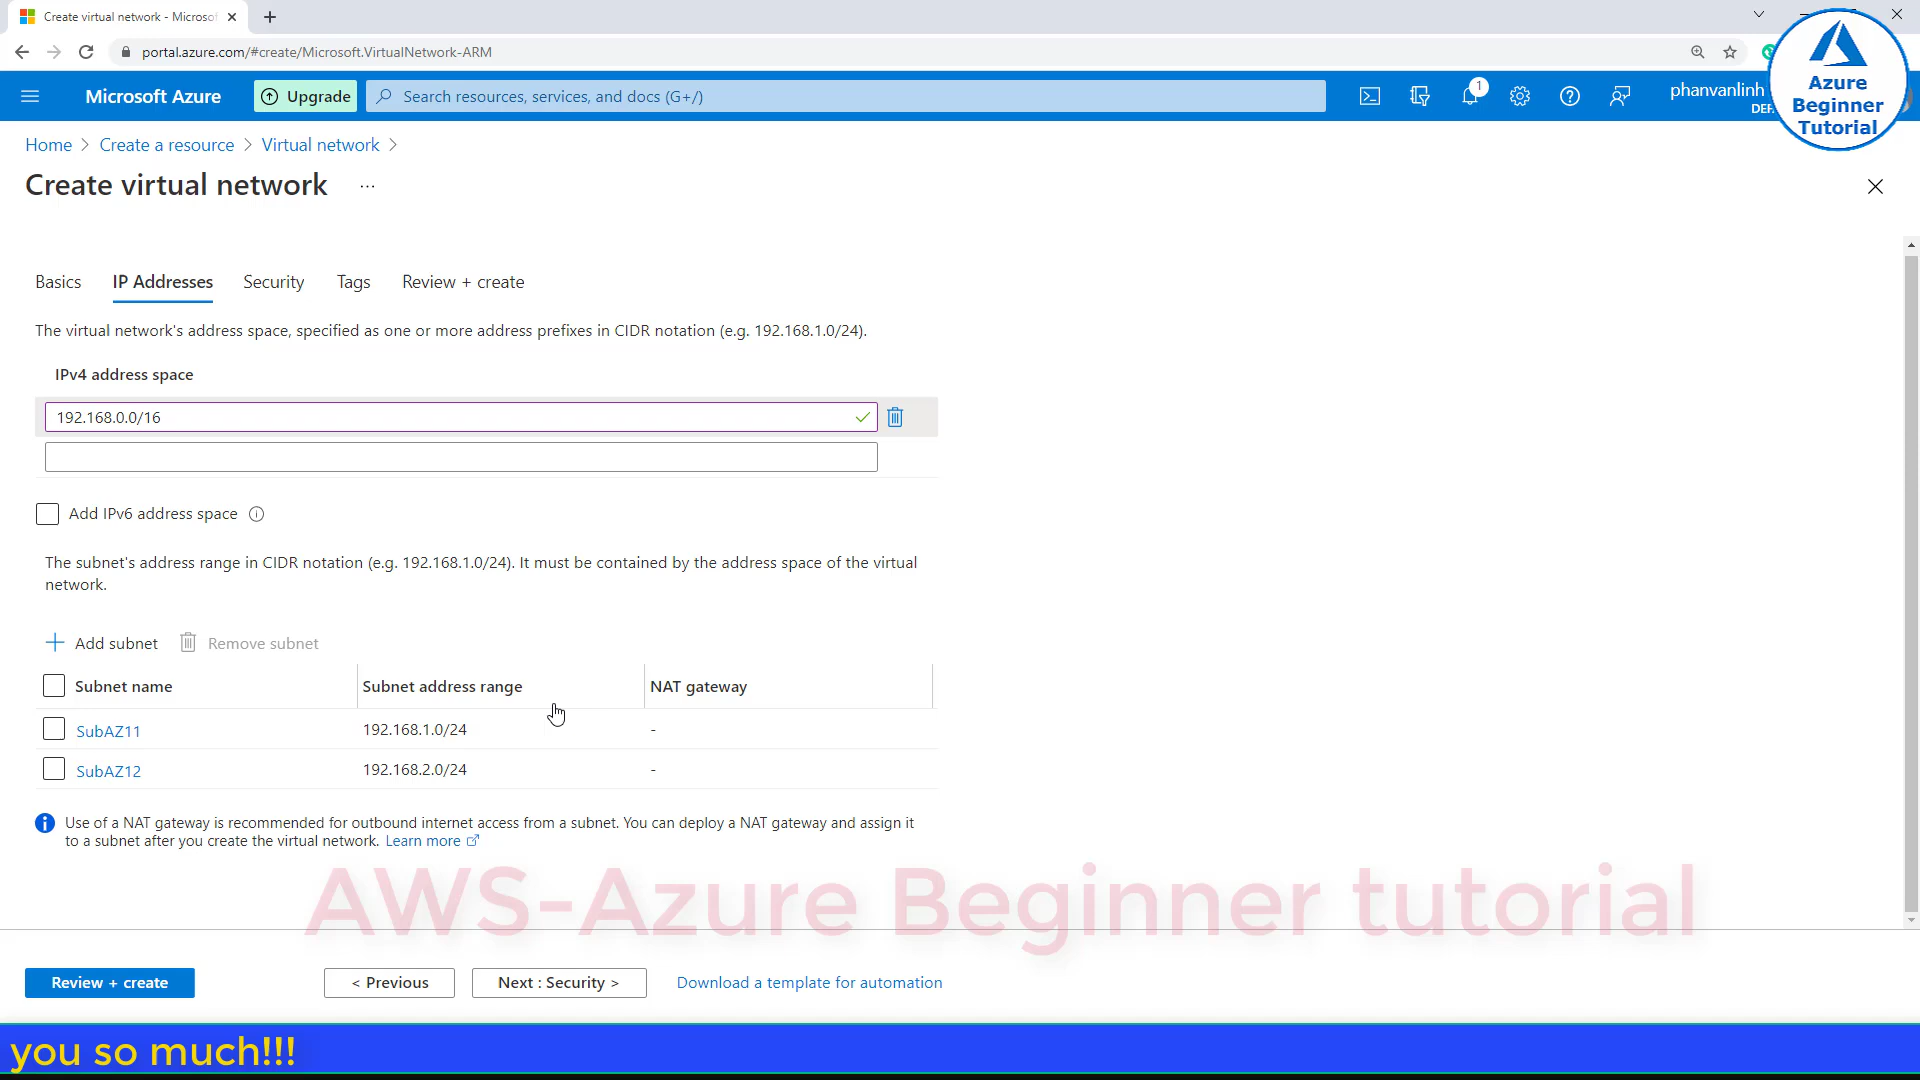 Create virtual network - Microsof
portal.azure.com/#create/Microsoft.VirtualNetwork-ARM
Microsoft Azure
Upgrade
Search resources, services, and docs (G+/)
1
phanvanlinh
Azure
Beginner
Tutorial
Home > Create a resource > Virtual network >
Create virtual network ...
Basics IP Addresses Security Tags Review + create
The virtual network's address space, specified as one or more address prefixes in CIDR notation (e.g. 192.168.1.0/24).
IPv4 address space
192.168.0.0/16
Add IPv6 address space
The subnet's address range in CIDR notation (e.g. 192.168.1.0/24). It must be contained by the address space of the virtual
network.
+ Add subnet Remove subnet
Subnet name Subnet address range NAT gateway
SubAZ11 192.168.1.0/24 -
SubAZ12 192.168.2.0/24 -
Use of a NAT gateway is recommended for outbound internet access from a subnet. You can deploy a NAT gateway and assign it
to a subnet after you create the virtual network. Learn more
AWS-Azure Beginner tutorial
Review + create < Previous Next : Security > Download a template for automation
you so much!!!